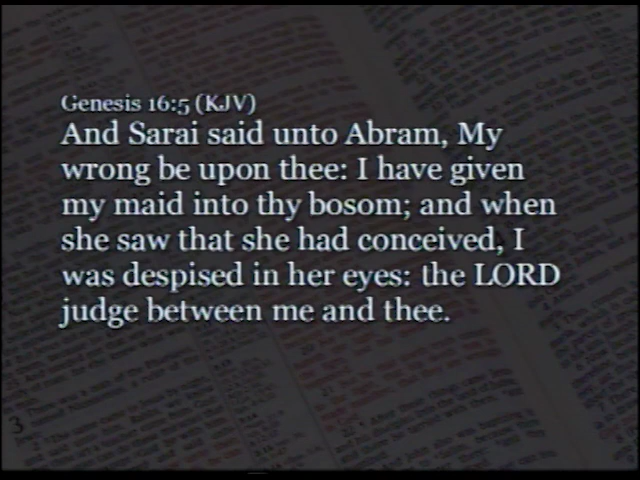 Genesis 16:5 (KJV)
And Sarai said unto Abram, My
wrong be upon thee: I have given
my maid into thy bosom; and when
she saw that she had conceived, I
was despised in her eyes: the LORD
judge between me and thee.